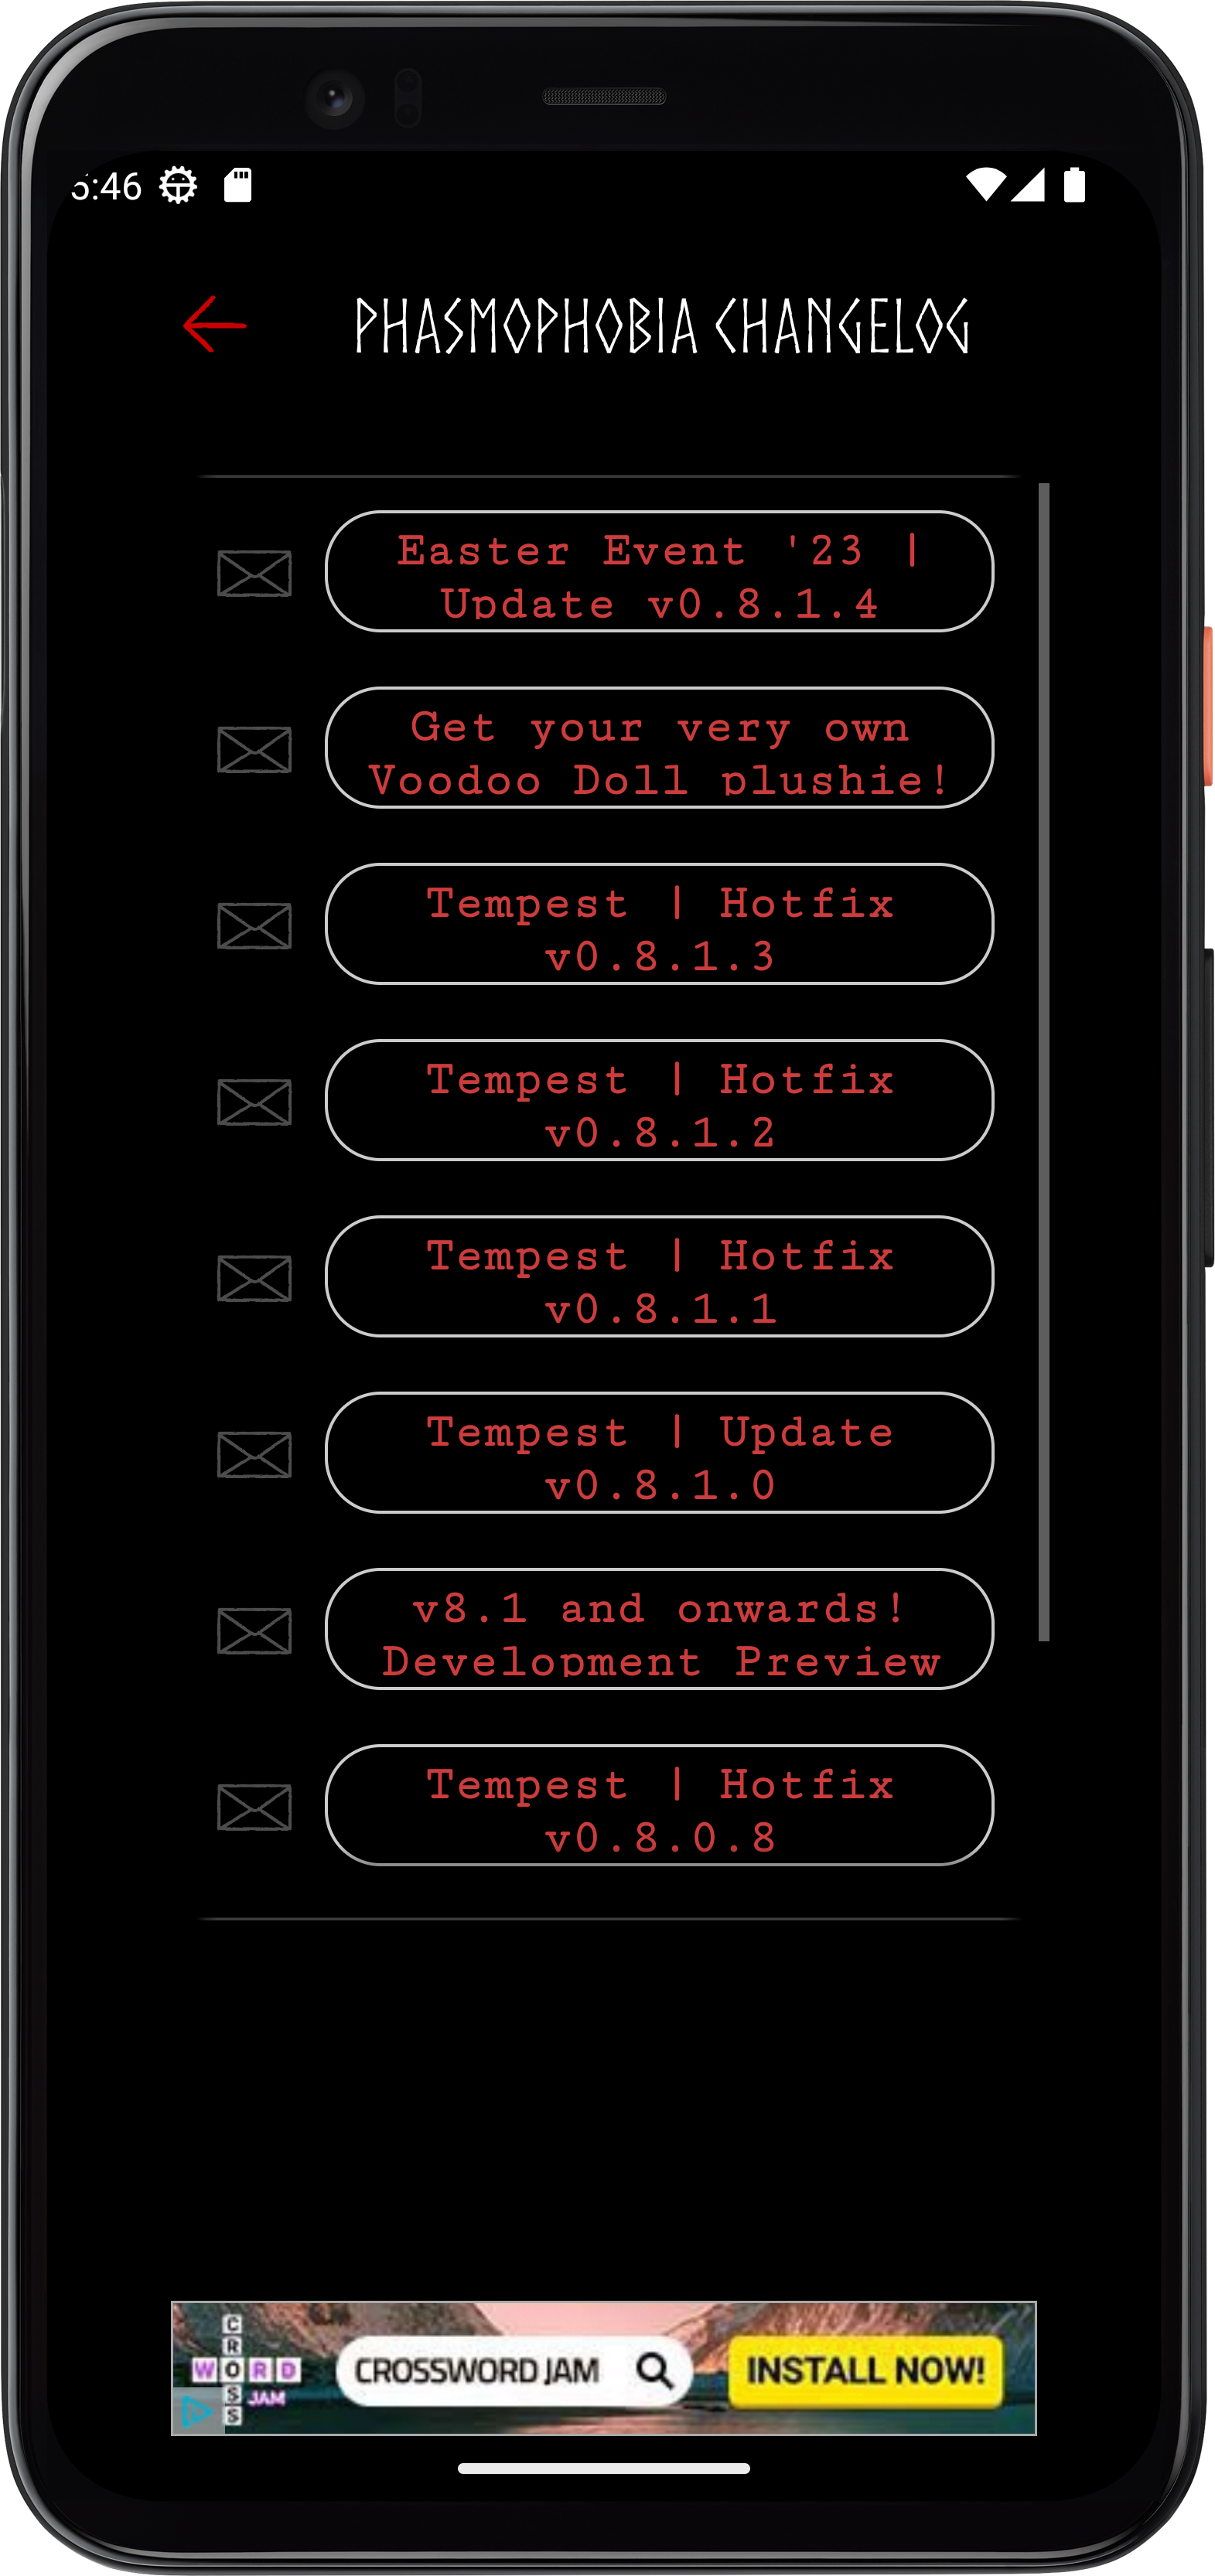 5:46
PHASMOPHOBIA CHANGELOG
Easter Event '23 |
Update v0.8.1.4
Get your very own
Voodoo Doll plushie!
Tempest | Hotfix
v0.8.1.3
Tempest | Hotfix
v0.8.1.2
Tempest | Hotfix
v0.8.1.1
Tempest | Update
v0.8.1.0
v8.1 and onwards!
Development Preview
Tempest | Hotfix
v0.8.0.8
CROSS
WORD
JAM
CROSSWORD JAM
INSTALL NOW!